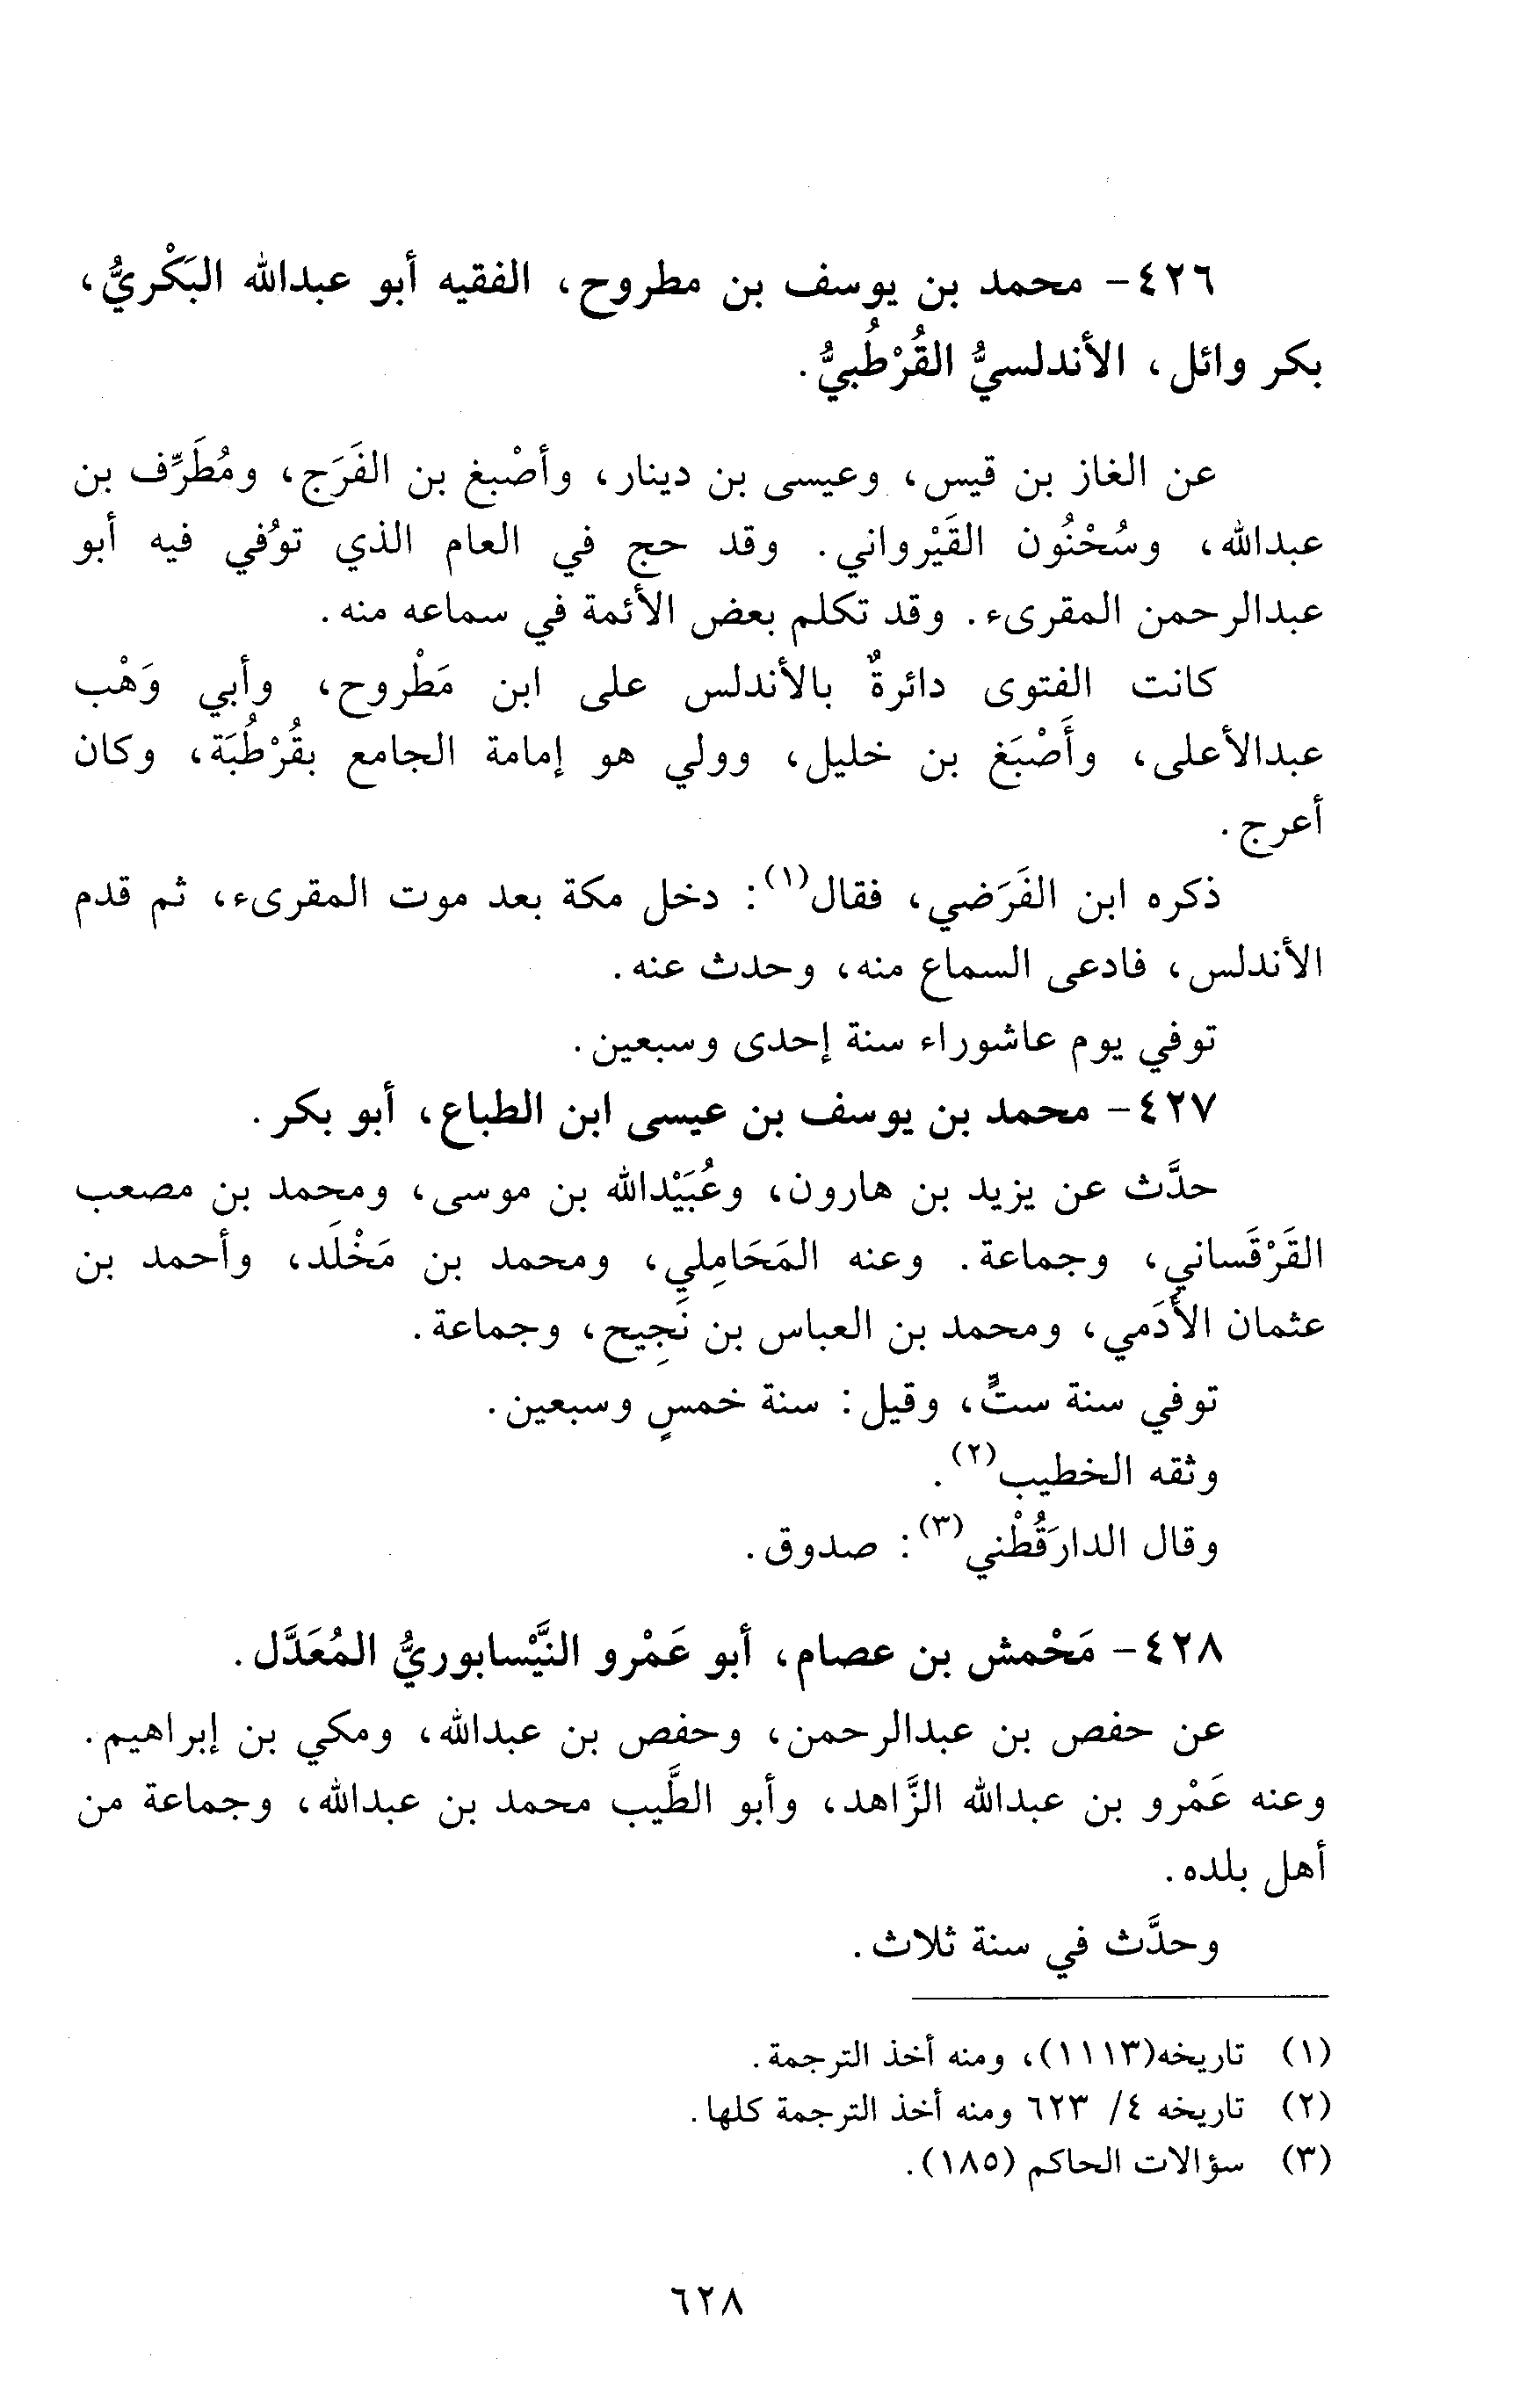 ٤٢٦- محمد بن يوسف بن مطروح، الفقيه أبو عبدالله البَكْريُّ،
بكر وائل، الأندلسيُّ القُرْطُبيُّ.
عن الغاز بن قيس، وعيسى بن دينار، وأصْبغ بن الفَرَج، ومُطَرِّف بن
عبدالله، وسُحْنُون القَيْرواني. وقد حج في العام الذي توُفي فيه أبو
عبدالرحمن المقرىء. وقد تكلم بعض الأئمة في سماعه منه.
كانت الفتوى دائرةٌ بالأندلس على ابن مَطْروح، وأبي وَهْب
عبدالأعلى، وأَصْبَغ بن خليل، وولي هو إمامة الجامع بقُرْطُبَة، وكان
أعرج.
ذكره ابن الفَرَضي، فقال(١): دخل مكة بعد موت المقرىء، ثم قدم
الأندلس، فادعى السماع منه، وحدث عنه.
توفي يوم عاشوراء سنة إحدى وسبعين.
٤٢٧- محمد بن يوسف بن عيسى ابن الطباع، أبو بكر.
حدَّث عن يزيد بن هارون، وعُبَيْدالله بن موسى، ومحمد بن مصعب
القَرْقَساني، وجماعة. وعنه المَحَامِلي، ومحمد بن مَخْلَد، وأحمد بن
عثمان الأَدَمي، ومحمد بن العباس بن نَجِيح، وجماعة.
توفي سنة ستٍّ، وقيل: سنة خمسٍ وسبعين.
وثقه الخطيب(٢).
وقال الدارَقُطْني(٣): صدوق.
٤٢٨- مَحْمش بن عصام، أبو عَمْرو النَّيْسابوريُّ المُعَدَّل.
عن حفص بن عبدالرحمن، وحفص بن عبدالله، ومكي بن إبراهيم.
وعنه عَمْرو بن عبدالله الزَّاهد، وأبو الطَّيب محمد بن عبدالله، وجماعة من
أهل بلده.
وحدَّث في سنة ثلاث.
(١) تاريخه(١١١٣)، ومنه أخذ الترجمة.
(٢) تاريخه ٤/ ٦٢٣ ومنه أخذ الترجمة كلها.
(٣) سؤالات الحاكم (١٨٥).
٦٢٨